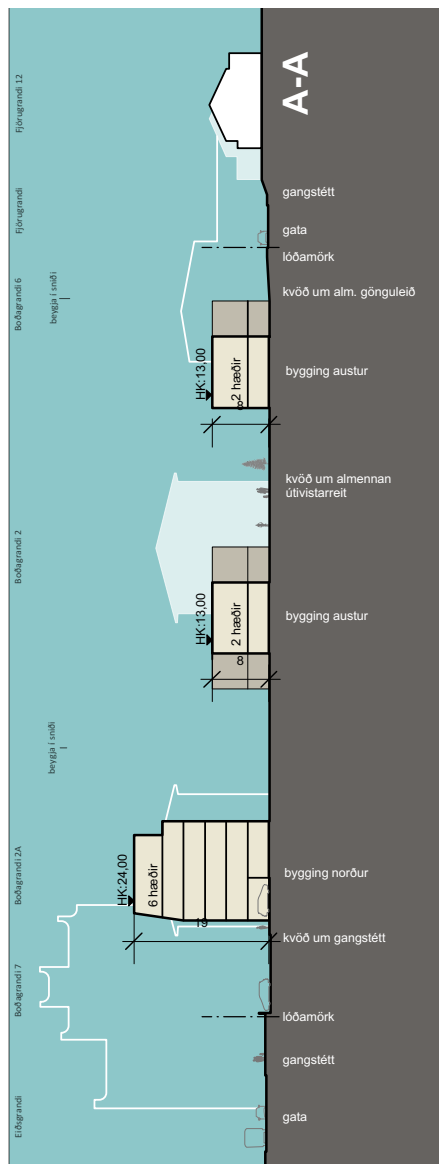 A-A
Fjörugrandi 12
Fjörugrandi
Boðagrandi 6
beygja í sniði
Boðagrandi 2
beygja í sniði
Boðagrandi 2A
Boðagrandi 7
Eiðsgrandi
HK:13,00
2 hæðir
8
HK:13,00
2 hæðir
8
HK:24,00
6 hæðir
19
gangstétt
gata
lóðamörk
kvöð um alm. gönguleið
bygging austur
kvöð um almennan
útivistarreit
bygging austur
bygging norður
kvöð um gangstétt
lóðamörk
gangstétt
gata